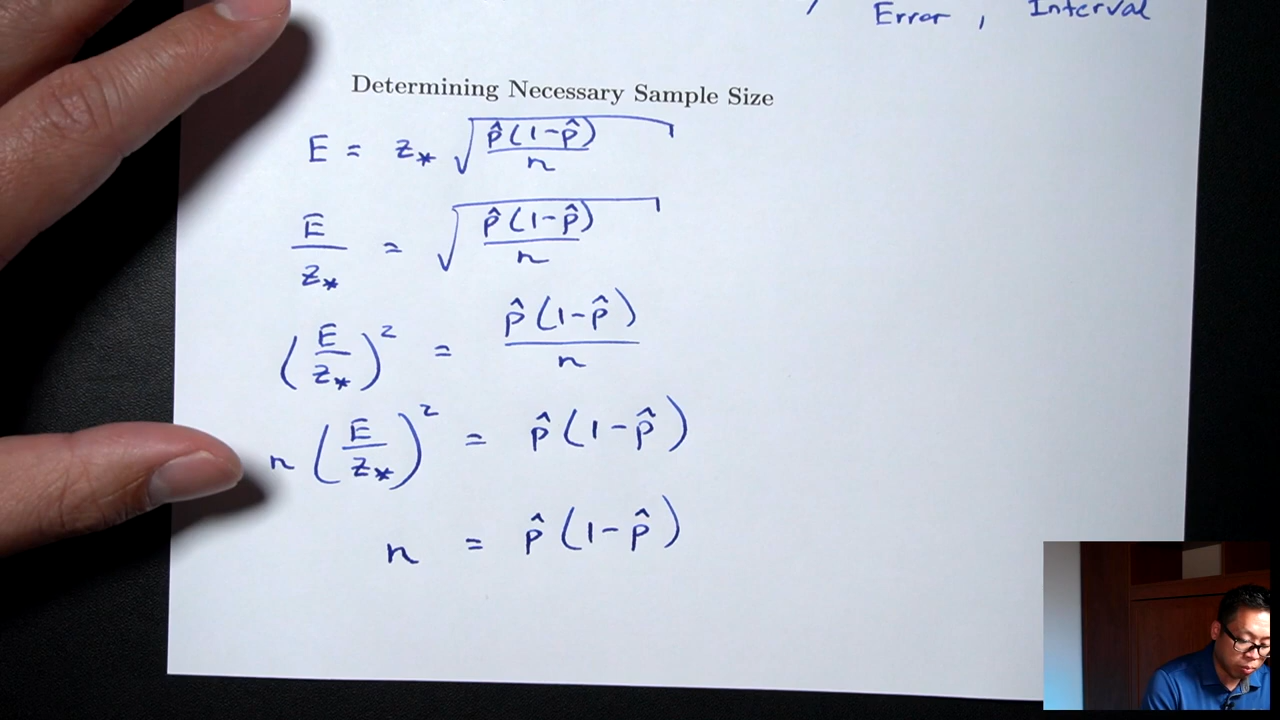 Error , Interval
Determining Necessary Sample Size
E = z* √(p̂(1-p̂)/n)
E/z* = √(p̂(1-p̂)/n)
(E/z*)² = p̂(1-p̂)/n
n(E/z*)² = p̂(1-p̂)
n = p̂(1-p̂)